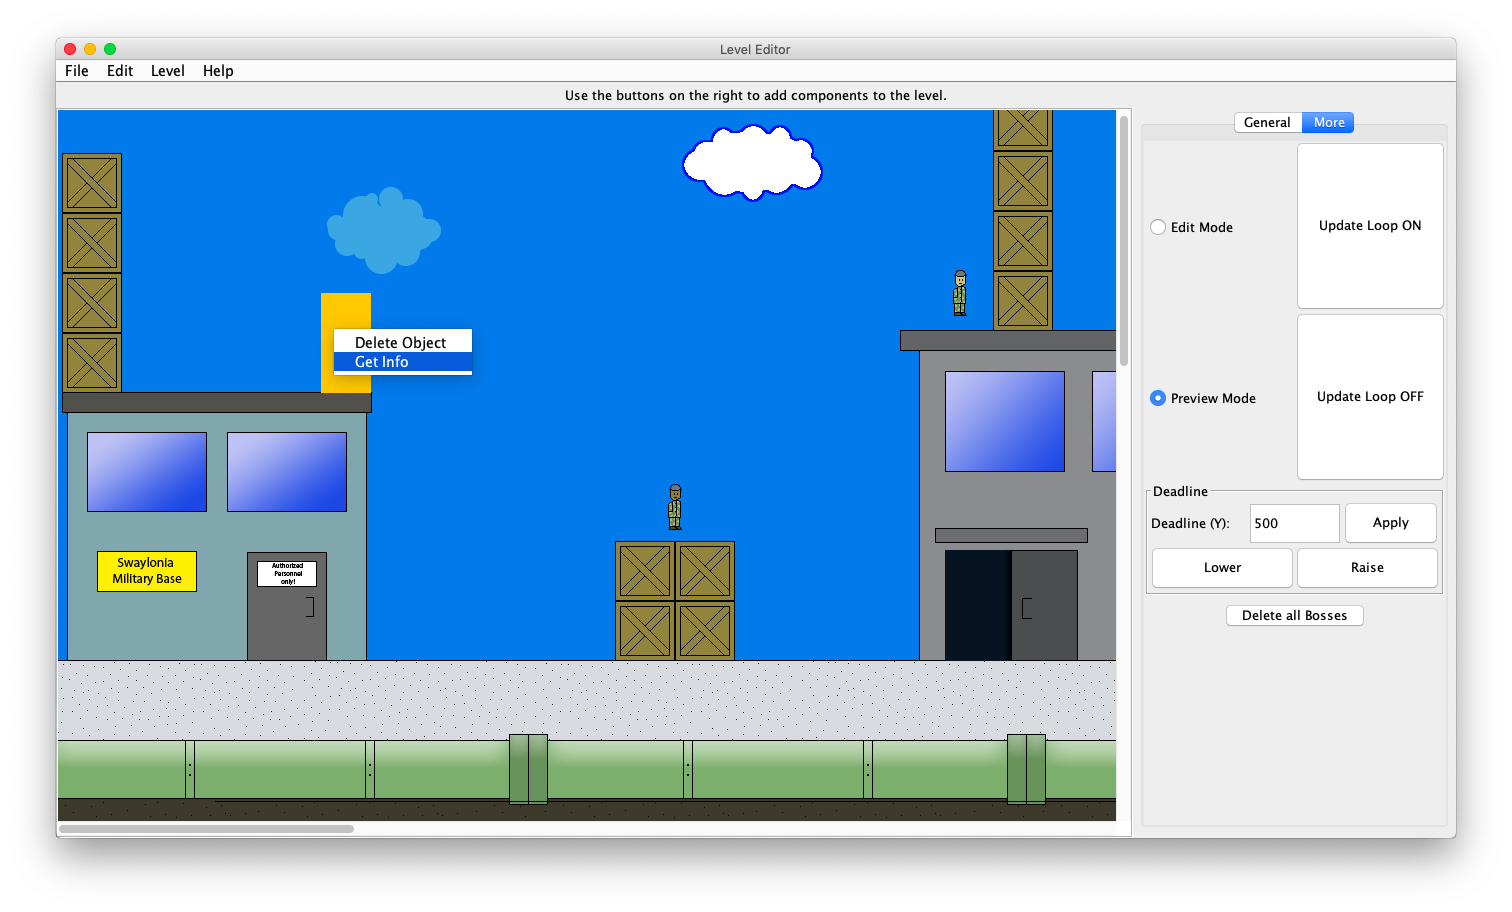 Level Editor
File Edit Level Help
Use the buttons on the right to add components to the level.
General More
Edit Mode
Update Loop ON
Delete Object
Get Info
Preview Mode
Update Loop OFF
Deadline
Deadline (Y): 500 Apply
Lower Raise
Delete all Bosses
Swaylonia
Military Base
Authorized
Personnel
only!